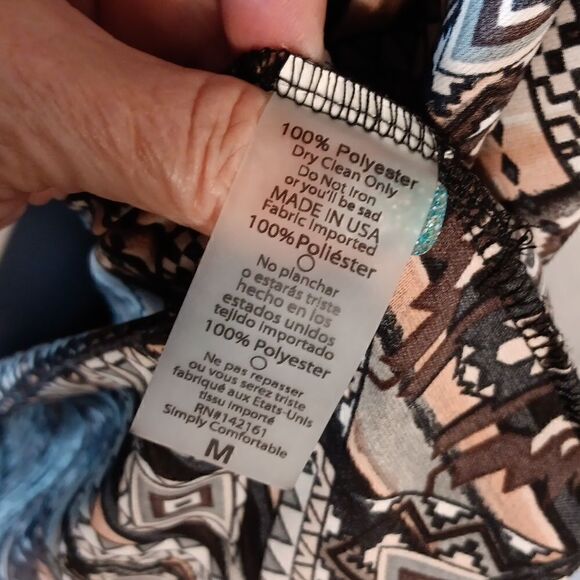 100% Polyester
Dry Clean Only
Do Not Iron
or you'll be sad
MADE IN USA
Fabric Imported
100% Poliéster
No planchar
o estarás triste
hecho en los
estados unidos
tejido importado
100% Polyester
Ne pas repasser
ou vous serez triste
fabriqué aux Etats-Unis
tissu importé
RN#142161
Simply Comfortable
M